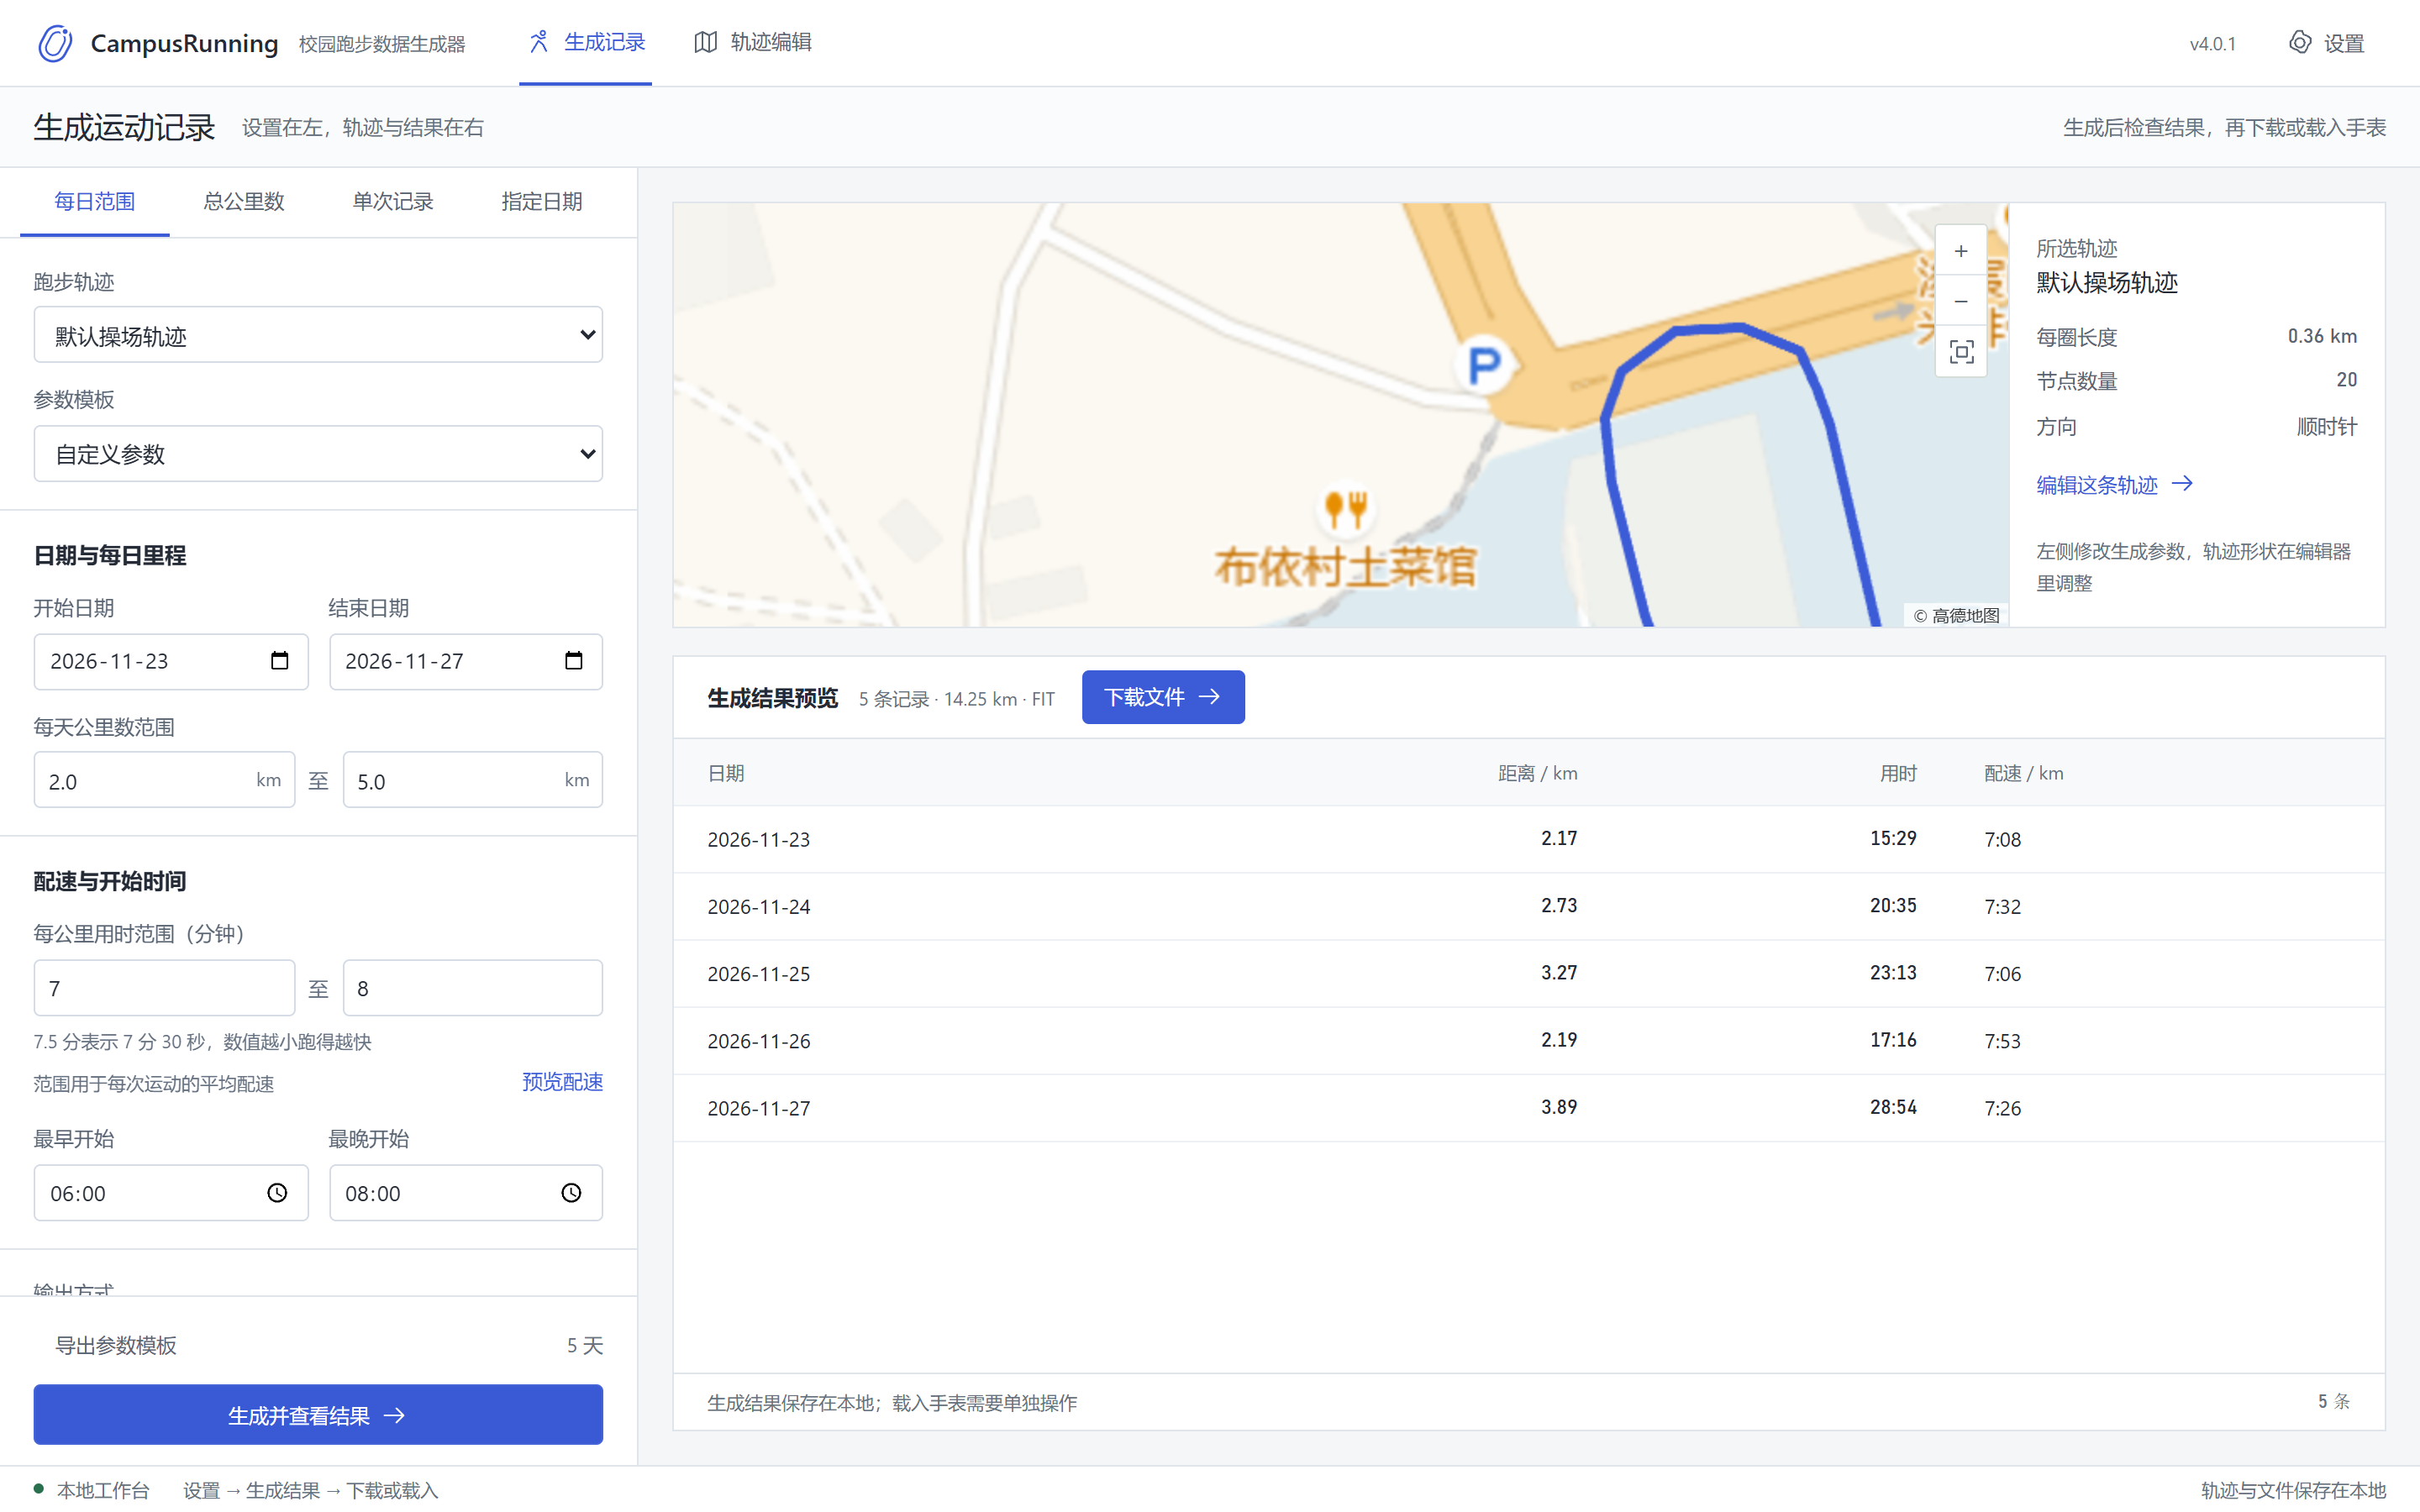 CampusRunning 校园跑步数据生成器 生成记录 轨迹编辑 v4.0.1 设置
生成运动记录 设置在左，轨迹与结果在右 生成后检查结果，再下载或载入手表
每日范围 总公里数 单次记录 指定日期
跑步轨迹
默认操场轨迹
参数模板
自定义参数
日期与每日里程
开始日期 结束日期
2026-11-23 2026-11-27
每天公里数范围
2.0 km 至 5.0 km
配速与开始时间
每公里用时范围（分钟）
7 至 8
7.5 分表示 7 分 30 秒，数值越小跑得越快
范围用于每次运动的平均配速 预览配速
最早开始 最晚开始
06:00 08:00
输出方式
导出参数模板 5 天
生成并查看结果 →
P
布依村土菜馆
+
−
© 高德地图
所选轨迹
默认操场轨迹
每圈长度 0.36 km
节点数量 20
方向 顺时针
编辑这条轨迹 →
左侧修改生成参数，轨迹形状在编辑器
里调整
生成结果预览 5 条记录 · 14.25 km · FIT 下载文件 →
日期 距离 / km 用时 配速 / km
2026-11-23 2.17 15:29 7:08
2026-11-24 2.73 20:35 7:32
2026-11-25 3.27 23:13 7:06
2026-11-26 2.19 17:16 7:53
2026-11-27 3.89 28:54 7:26
生成结果保存在本地；载入手表需要单独操作 5 条
本地工作台 设置 → 生成结果 → 下载或载入 轨迹与文件保存在本地